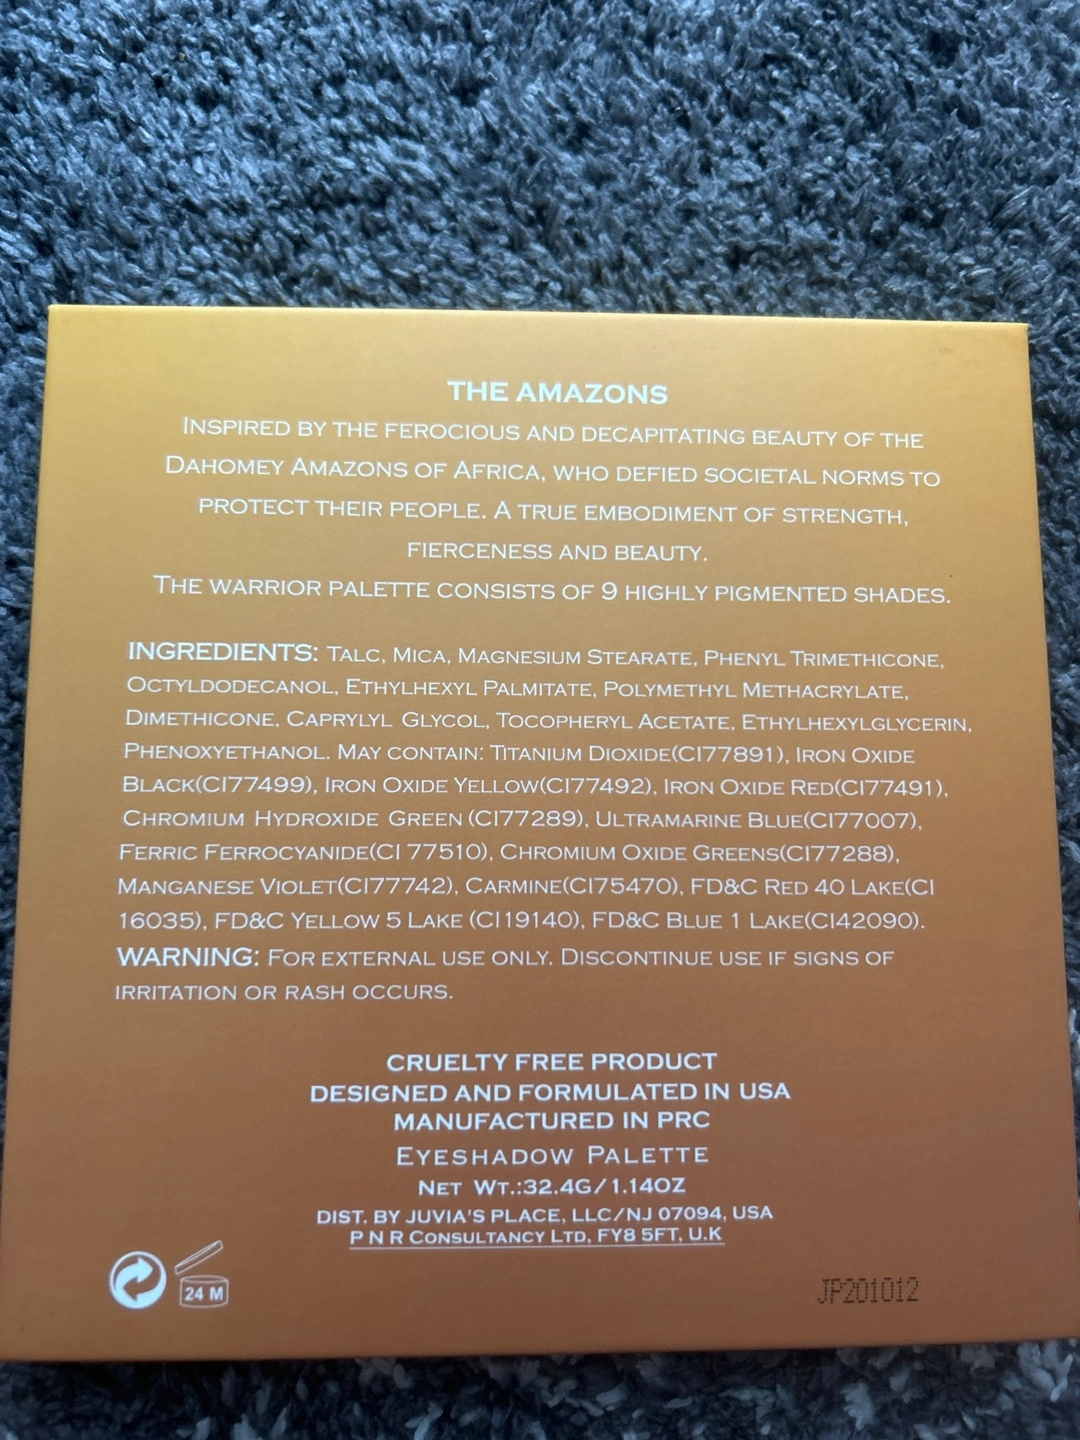 THE AMAZONS
INSPIRED BY THE FEROCIOUS AND DECAPITATING BEAUTY OF THE
DAHOMEY AMAZONS OF AFRICA, WHO DEFIED SOCIETAL NORMS TO
PROTECT THEIR PEOPLE. A TRUE EMBODIMENT OF STRENGTH,
FIERCENESS AND BEAUTY.
THE WARRIOR PALETTE CONSISTS OF 9 HIGHLY PIGMENTED SHADES.
INGREDIENTS: TALC, MICA, MAGNESIUM STEARATE, PHENYL TRIMETHICONE,
OCTYLDODECANOL, ETHYLHEXYL PALMITATE, POLYMETHYL METHACRYLATE,
DIMETHICONE, CAPRYLYL GLYCOL, TOCOPHERYL ACETATE, ETHYLHEXYLGLYCERIN,
PHENOXYETHANOL. MAY CONTAIN: TITANIUM DIOXIDE(CI77891), IRON OXIDE
BLACK(CI77499), IRON OXIDE YELLOW(CI77492), IRON OXIDE RED(CI77491),
CHROMIUM HYDROXIDE GREEN (CI77289), ULTRAMARINE BLUE(CI77007),
FERRIC FERROCYANIDE(CI 77510), CHROMIUM OXIDE GREENS(CI77288),
MANGANESE VIOLET(CI77742), CARMINE(CI75470), FD&C RED 40 LAKE(CI
16035), FD&C YELLOW 5 LAKE (CI19140), FD&C BLUE 1 LAKE(CI42090).
WARNING: FOR EXTERNAL USE ONLY. DISCONTINUE USE IF SIGNS OF
IRRITATION OR RASH OCCURS.
CRUELTY FREE PRODUCT
DESIGNED AND FORMULATED IN USA
MANUFACTURED IN PRC
EYESHADOW PALETTE
NET WT.:32.4G/1.14OZ
DIST. BY JUVIA'S PLACE, LLC/NJ 07094, USA
P N R CONSULTANCY LTD, FY8 5FT, U.K
24 M
JP201012